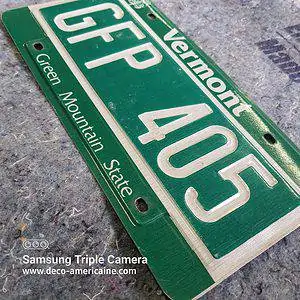 Vermont
GFP 405
Green Mountain State
Samsung Triple Camera
www.deco-americaine.com